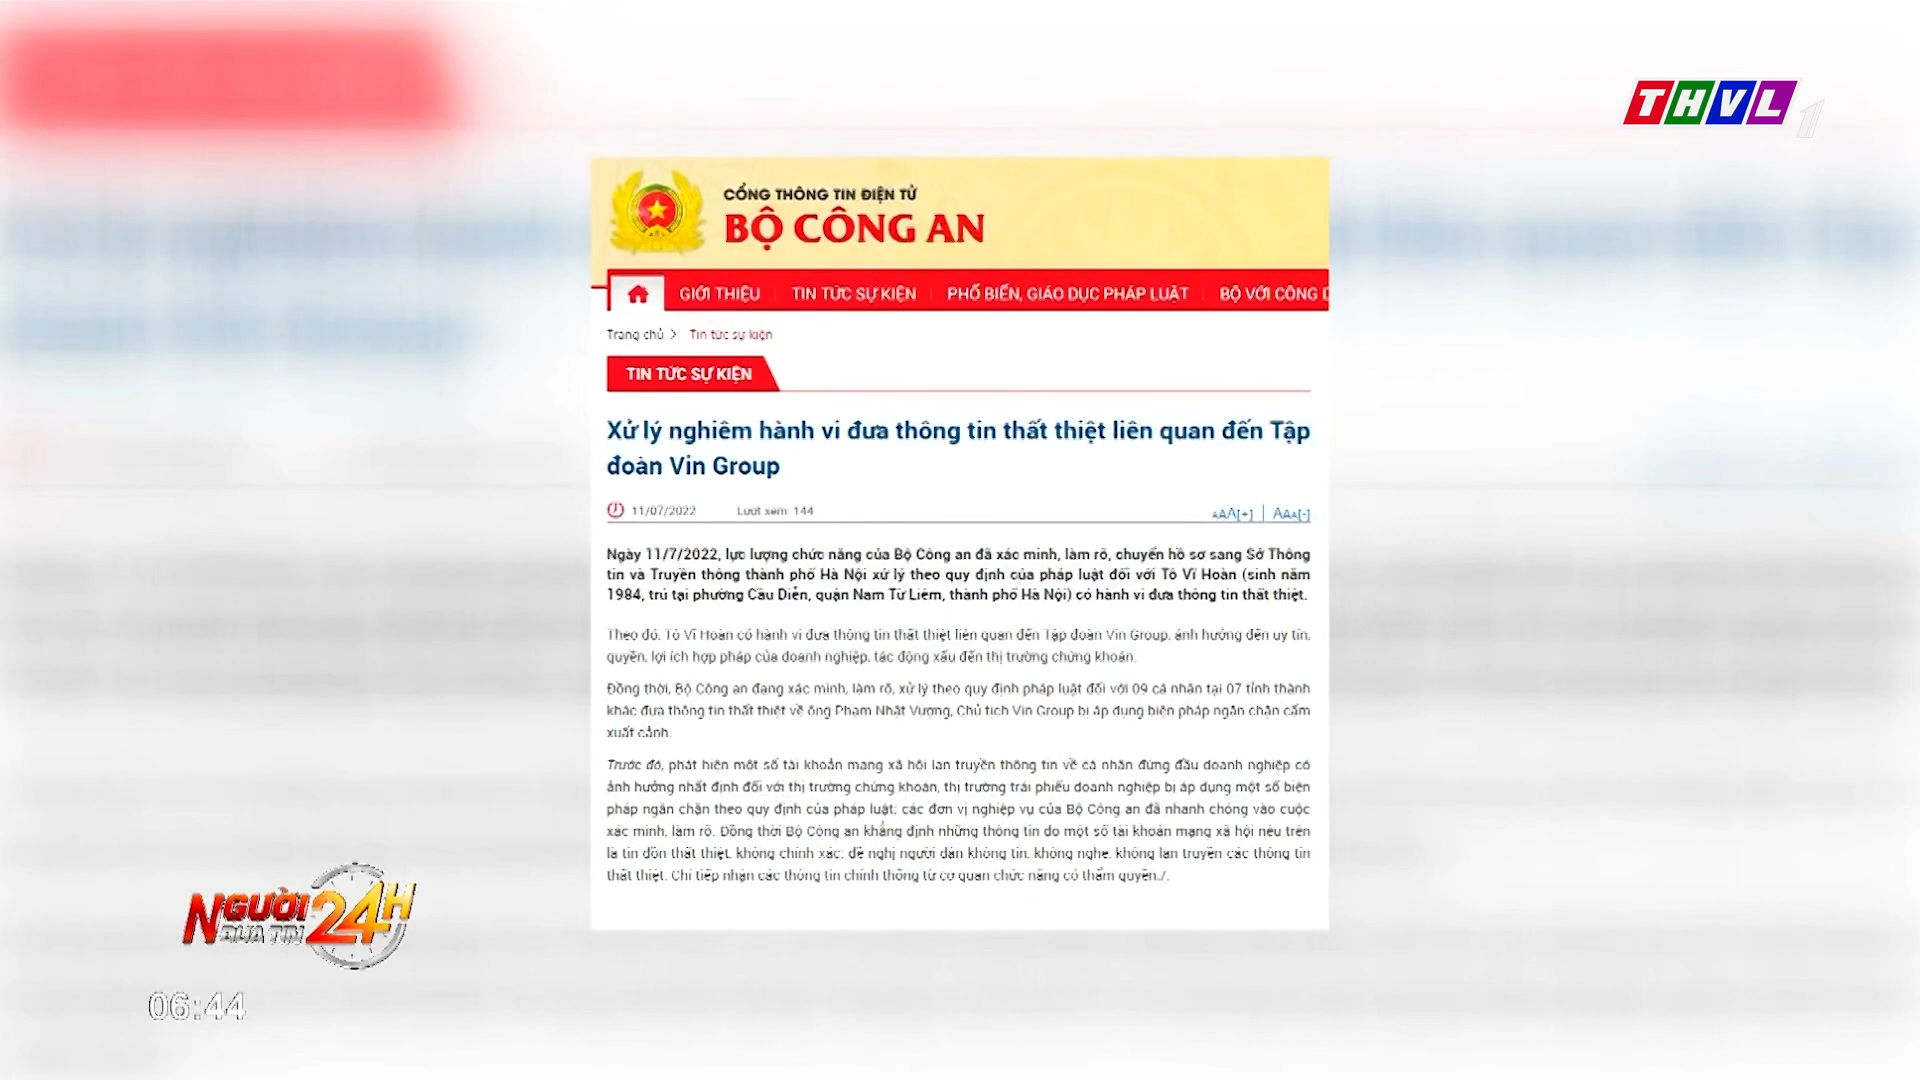 THVL 1
CỔNG THÔNG TIN ĐIỆN TỬ
BỘ CÔNG AN
GIỚI THIỆU TIN TỨC SỰ KIỆN PHỔ BIẾN, GIÁO DỤC PHÁP LUẬT BỘ VỚI CÔNG D
Trang chủ > Tin tức sự kiện
TIN TỨC SỰ KIỆN
Xử lý nghiêm hành vi đưa thông tin thất thiệt liên quan đến Tập
đoàn Vin Group
11/07/2022 Lượt xem: 144 AAA[+] | AAA[-]
Ngày 11/7/2022, lực lượng chức năng của Bộ Công an đã xác minh, làm rõ, chuyển hồ sơ sang Sở Thông
tin và Truyền thông thành phố Hà Nội xử lý theo quy định của pháp luật đối với Tô Vĩ Hoàn (sinh năm
1984, trú tại phường Cầu Diễn, quận Nam Từ Liêm, thành phố Hà Nội) có hành vi đưa thông tin thất thiệt.
Theo đó, Tô Vĩ Hoàn có hành vi đưa thông tin thất thiệt liên quan đến Tập đoàn Vin Group, ảnh hưởng đến uy tín,
quyền, lợi ích hợp pháp của doanh nghiệp, tác động xấu đến thị trường chứng khoán.
Đồng thời, Bộ Công an đang xác minh, làm rõ, xử lý theo quy định pháp luật đối với 09 cá nhân tại 07 tỉnh thành
khác đưa thông tin thất thiệt về ông Phạm Nhật Vượng, Chủ tịch Vin Group bị áp dụng biện pháp ngăn chặn cấm
xuất cảnh.
Trước đó, phát hiện một số tài khoản mạng xã hội lan truyền thông tin về cá nhân đứng đầu doanh nghiệp có
ảnh hưởng nhất định đối với thị trường chứng khoán, thị trường trái phiếu doanh nghiệp bị áp dụng một số biện
pháp ngăn chặn theo quy định của pháp luật; các đơn vị nghiệp vụ của Bộ Công an đã nhanh chóng vào cuộc
xác minh, làm rõ. Đồng thời Bộ Công an khẳng định những thông tin do một số tài khoản mạng xã hội nêu trên
là tin đồn thất thiệt, không chính xác; đề nghị người dân không tin, không nghe, không lan truyền các thông tin
thất thiệt. Chỉ tiếp nhận các thông tin chính thống từ cơ quan chức năng có thẩm quyền./.
NGƯỜI
ĐƯA TIN 24H
06:44